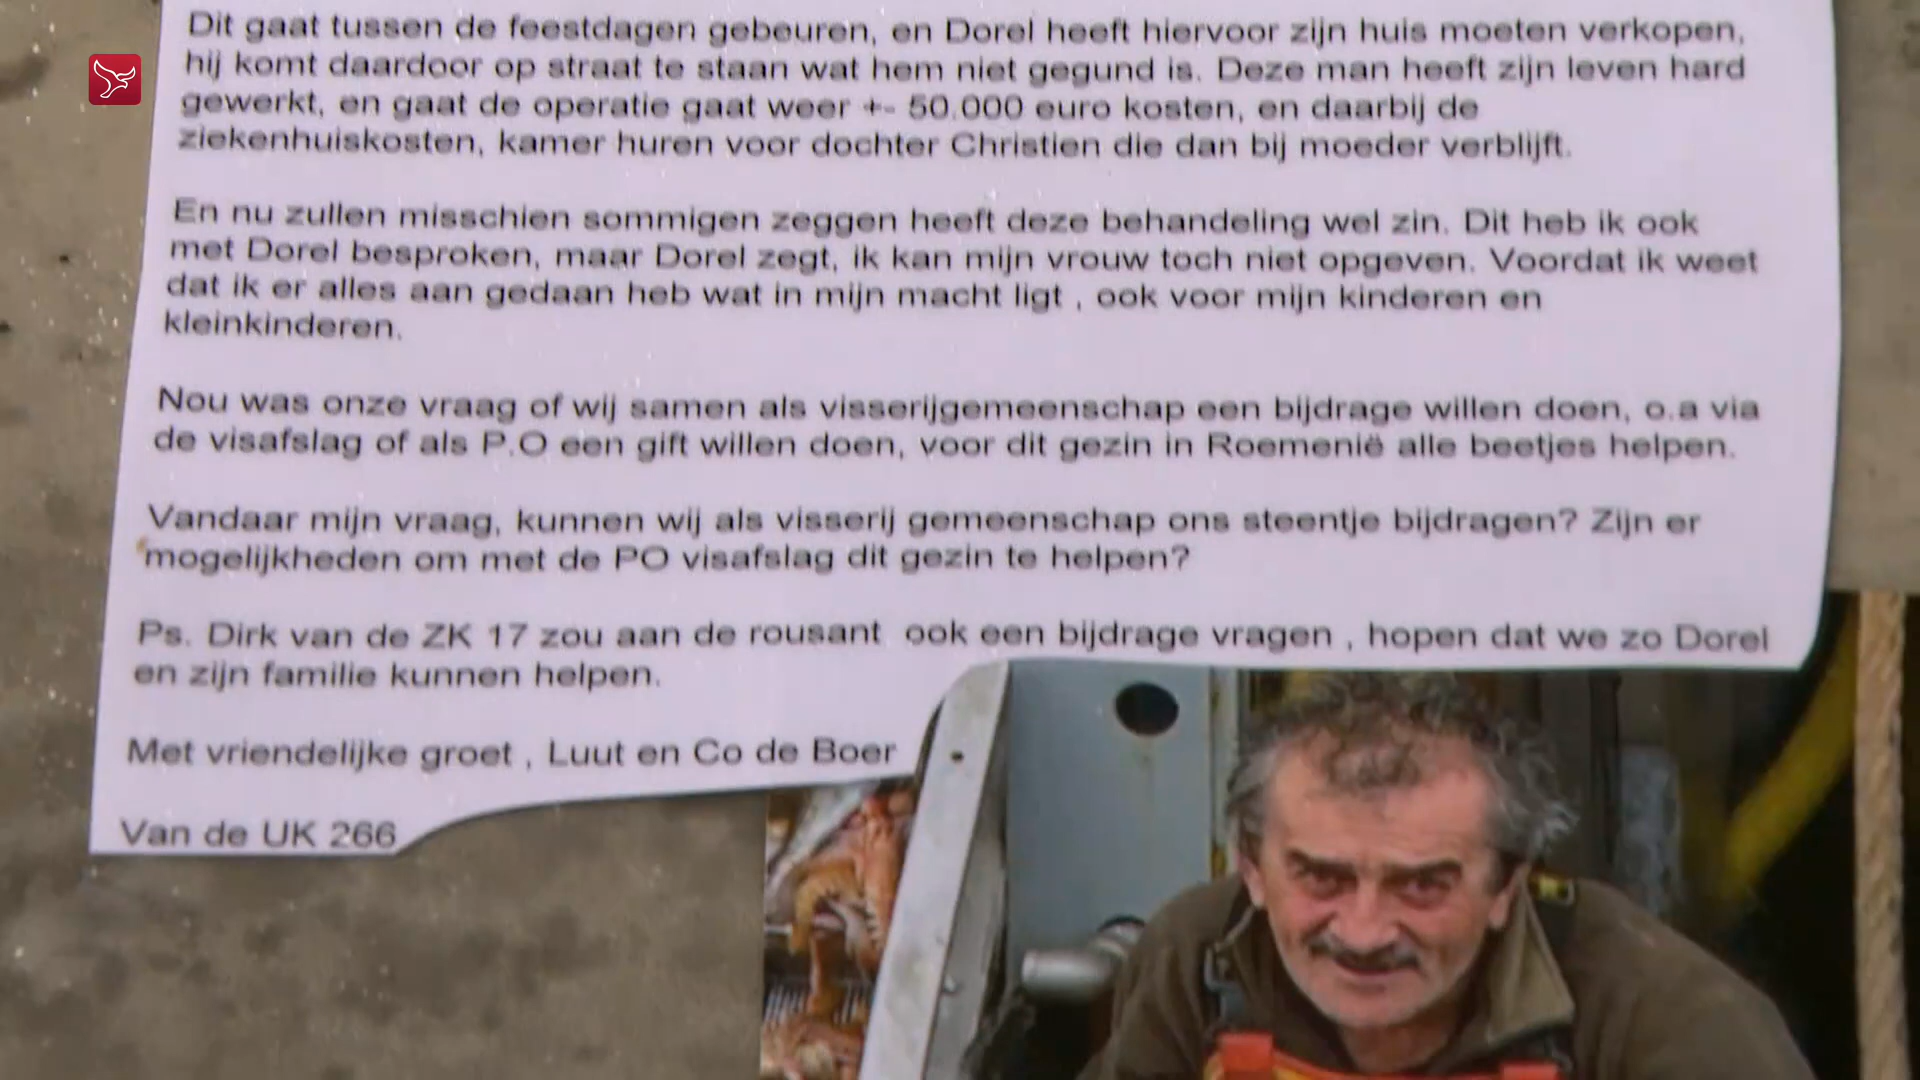 Dit gaat tussen de feestdagen gebeuren, en Dorel heeft hiervoor zijn huis moeten verkopen,
hij komt daardoor op straat te staan wat hem niet gegund is. Deze man heeft zijn leven hard
gewerkt, en gaat de operatie gaat weer +- 50.000 euro kosten, en daarbij de
ziekenhuiskosten, kamer huren voor dochter Christien die dan bij moeder verblijft.
En nu zullen misschien sommigen zeggen heeft deze behandeling wel zin. Dit heb ik ook
met Dorel besproken, maar Dorel zegt, ik kan mijn vrouw toch niet opgeven. Voordat ik weet
dat ik er alles aan gedaan heb wat in mijn macht ligt , ook voor mijn kinderen en
kleinkinderen.
Nou was onze vraag of wij samen als visserijgemeenschap een bijdrage willen doen, o.a via
de visafslag of als P.O een gift willen doen, voor dit gezin in Roemenië alle beetjes helpen.
Vandaar mijn vraag, kunnen wij als visserij gemeenschap ons steentje bijdragen? Zijn er
mogelijkheden om met de PO visafslag dit gezin te helpen?
Ps. Dirk van de ZK 17 zou aan de rousant ook een bijdrage vragen , hopen dat we zo Dorel
en zijn familie kunnen helpen.
Met vriendelijke groet , Luut en Co de Boer
Van de UK 266